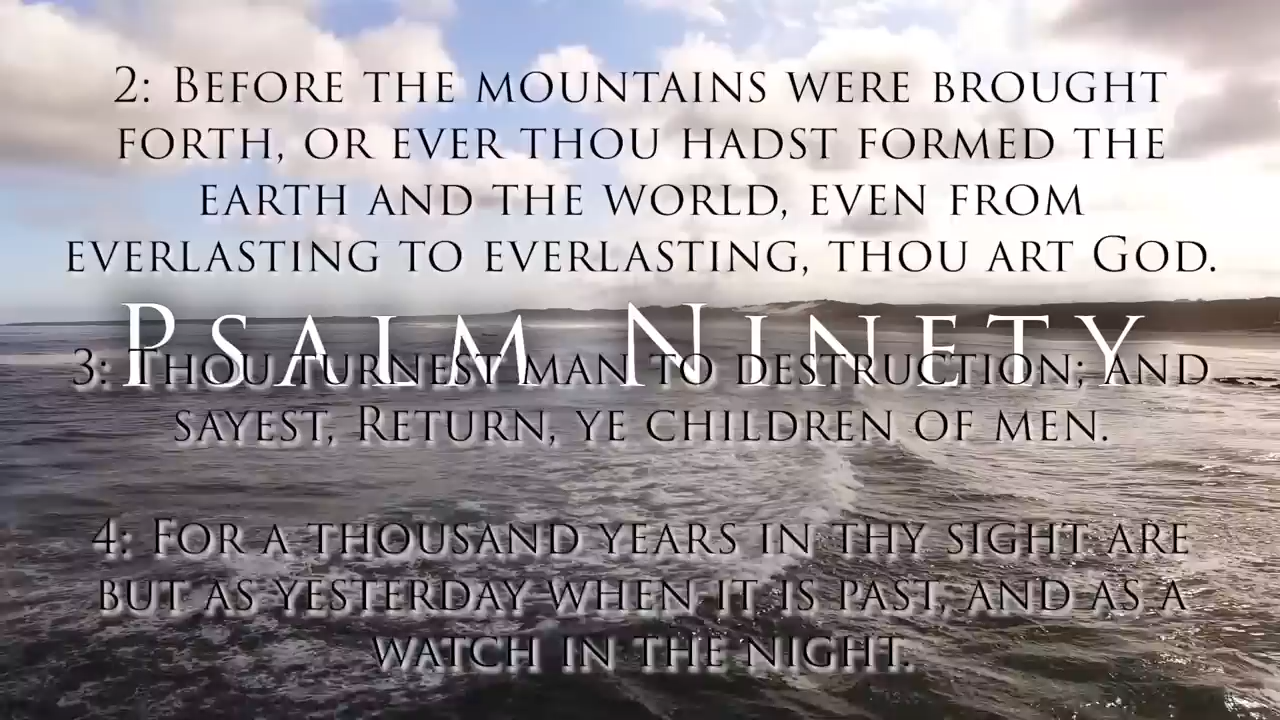 2: Before the mountains were brought
forth, or ever thou hadst formed the
earth and the world, even from
everlasting to everlasting, thou art God.
Psalm Ninety
3: Thou turnest man to destruction; and
sayest, Return, ye children of men.
4: For a thousand years in thy sight are
but as yesterday when it is past, and as a
watch in the night.